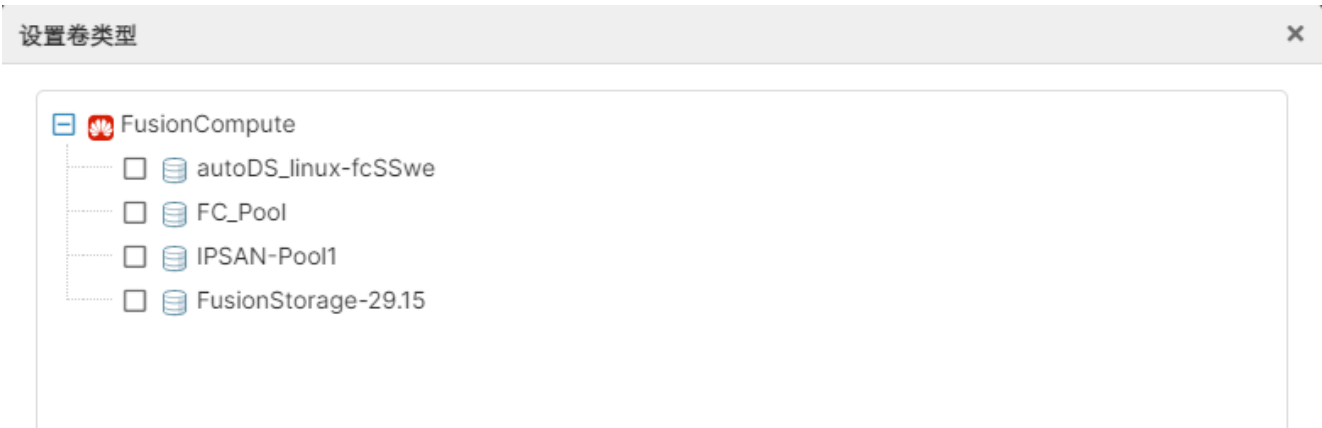 设置卷类型
FusionCompute
autoDS_linux-fcSSwe
FC_Pool
IPSAN-Pool1
FusionStorage-29.15